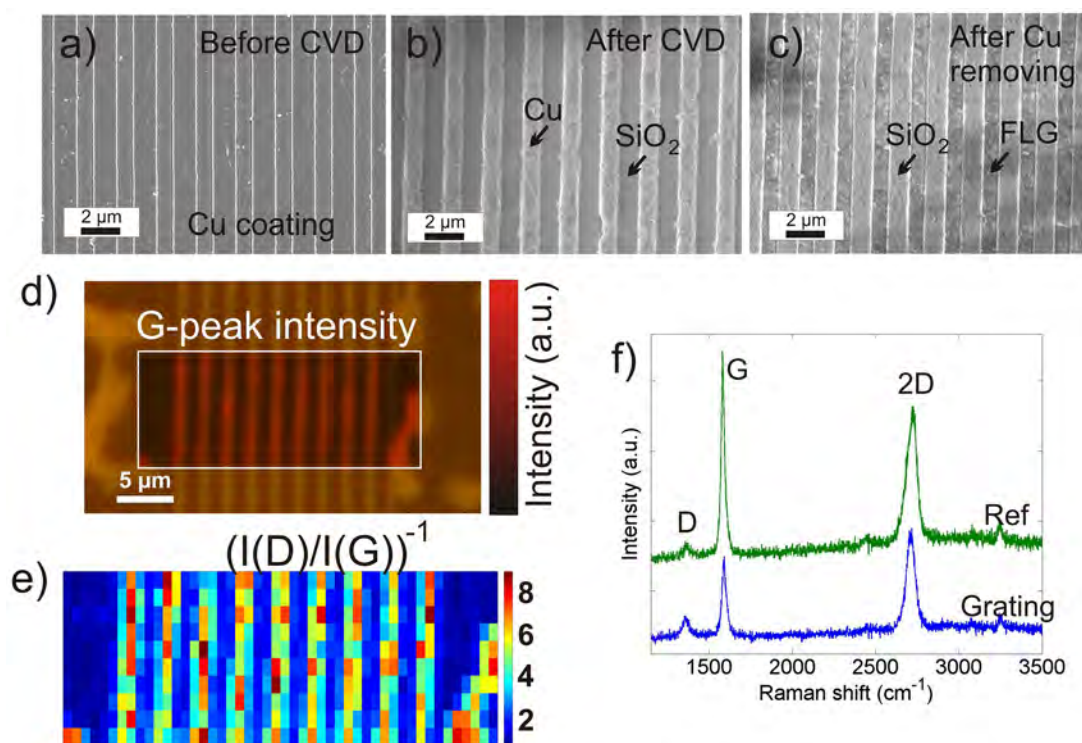 a)
Before CVD
2 μm
Cu coating
b)
After CVD
Cu
SiO₂
2 μm
c)
After Cu
removing
SiO₂
FLG
2 μm
d)
G-peak intensity
5 μm
Intensity (a.u.)
e)
(I(D)/I(G))⁻¹
8
6
4
2
f)
G
2D
D
Ref
Grating
Intensity (a.u.)
1500 2000 2500 3000 3500
Raman shift (cm⁻¹)